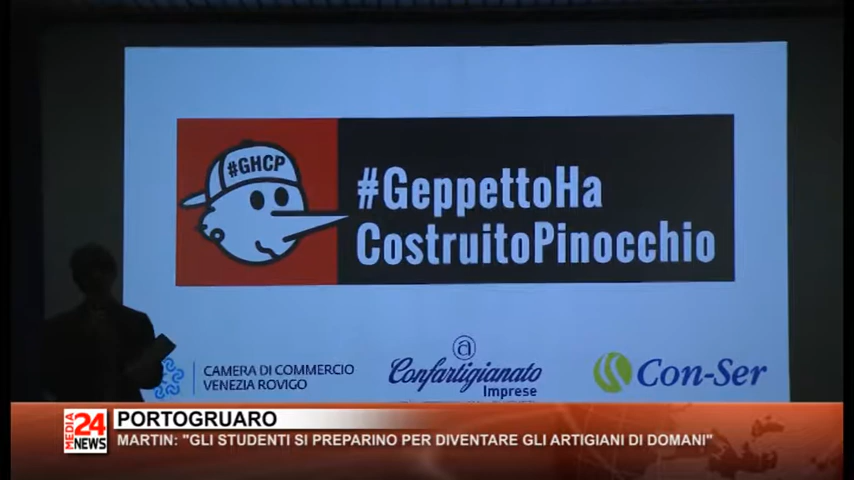 #GHCP
#GeppettoHa
CostruitoPinocchio
CAMERA DI COMMERCIO
VENEZIA ROVIGO
a
Confartigianato
Imprese
Con-Ser
MEDIA
24
NEWS
PORTOGRUARO
MARTIN: "GLI STUDENTI SI PREPARINO PER DIVENTARE GLI ARTIGIANI DI DOMANI"